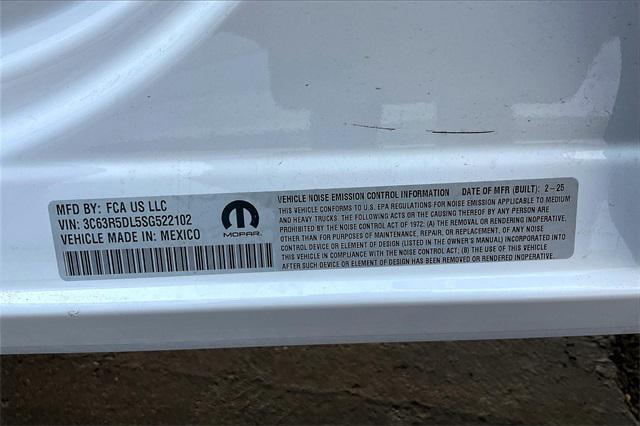 MFD BY: FCA US LLC
VIN: 3C63R5DL5SG522102
VEHICLE MADE IN: MEXICO
MOPAR.
VEHICLE NOISE EMISSION CONTROL INFORMATION DATE OF MFR (BUILT): 2-25
THIS VEHICLE CONFORMS TO U.S. EPA REGULATIONS FOR NOISE EMISSION APPLICABLE TO MEDIUM
AND HEAVY TRUCKS. THE FOLLOWING ACTS OR THE CAUSING THEREOF BY ANY PERSON ARE
PROHIBITED BY THE NOISE CONTROL ACT OF 1972: (A) THE REMOVAL OR RENDERING INOPERATIVE,
OTHER THAN FOR PURPOSES OF MAINTENANCE, REPAIR, OR REPLACEMENT, OF ANY NOISE
CONTROL DEVICE OR ELEMENT OF DESIGN (LISTED IN THE OWNER'S MANUAL) INCORPORATED INTO
THIS VEHICLE IN COMPLIANCE WITH THE NOISE CONTROL ACT; (B) THE USE OF THIS VEHICLE
AFTER SUCH DEVICE OR ELEMENT OF DESIGN HAS BEEN REMOVED OR RENDERED INOPERATIVE.